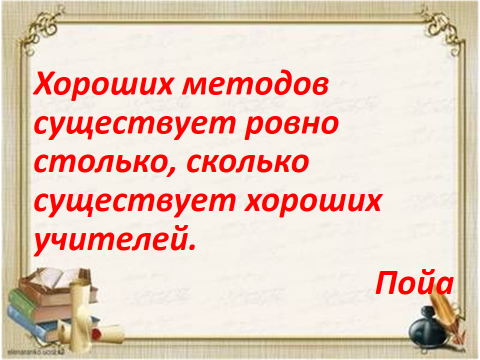 Хороших методов
существует ровно
столько, сколько
существует хороших
учителей.
Пойа